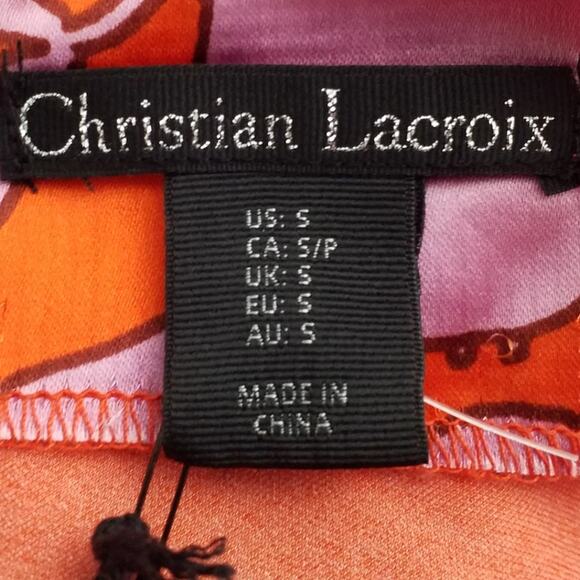 Christian Lacroix
US: S
CA: S/P
UK: S
EU: S
AU: S
MADE IN
CHINA